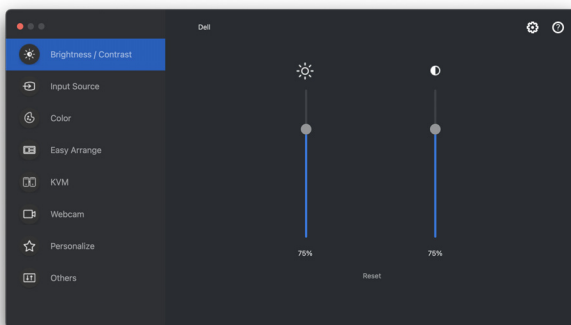 Dell
Brightness / Contrast
Input Source
Color
Easy Arrange
KVM
Webcam
Personalize
Others
75%
75%
Reset